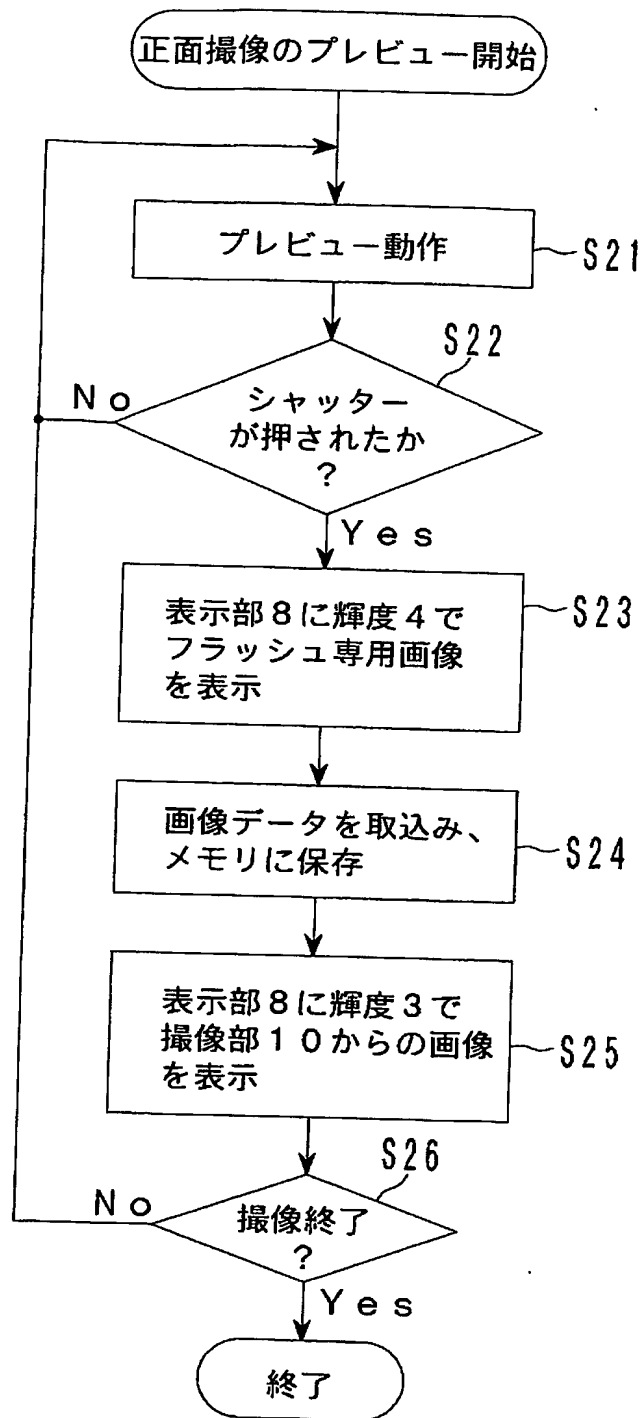 正面撮像のプレビュー開始
プレビュー動作
S21
S22
No
シャッター
が押されたか
?
Yes
表示部8に輝度4で
フラッシュ専用画像
を表示
S23
画像データを取込み、
メモリに保存
S24
表示部8に輝度3で
撮像部10からの画像
を表示
S25
S26
No
撮像終了
?
Yes
終了